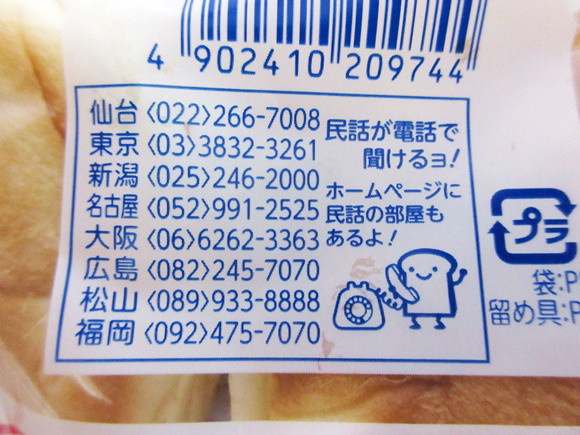 4 902410 209744
仙台〈022〉266-7008
東京〈03〉3832-3261
新潟〈025〉246-2000
名古屋〈052〉991-2525
大阪〈06〉6262-3363
広島〈082〉245-7070
松山〈089〉933-8888
福岡〈092〉475-7070
民話が電話で
聞けるヨ!
ホームページに
民話の部屋も
あるよ!
プラ
袋:P
留め具:P